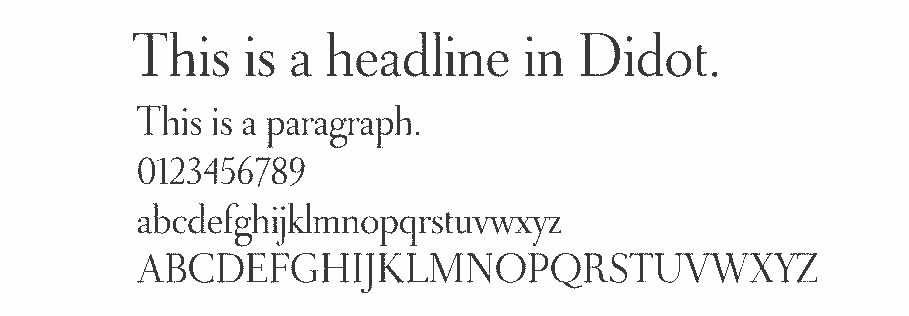 This is a headline in Didot.
This is a paragraph.
0123456789
abcdefghijklmnopqrstuvwxyz
ABCDEFGHIJKLMNOPQRSTUVWXYZ